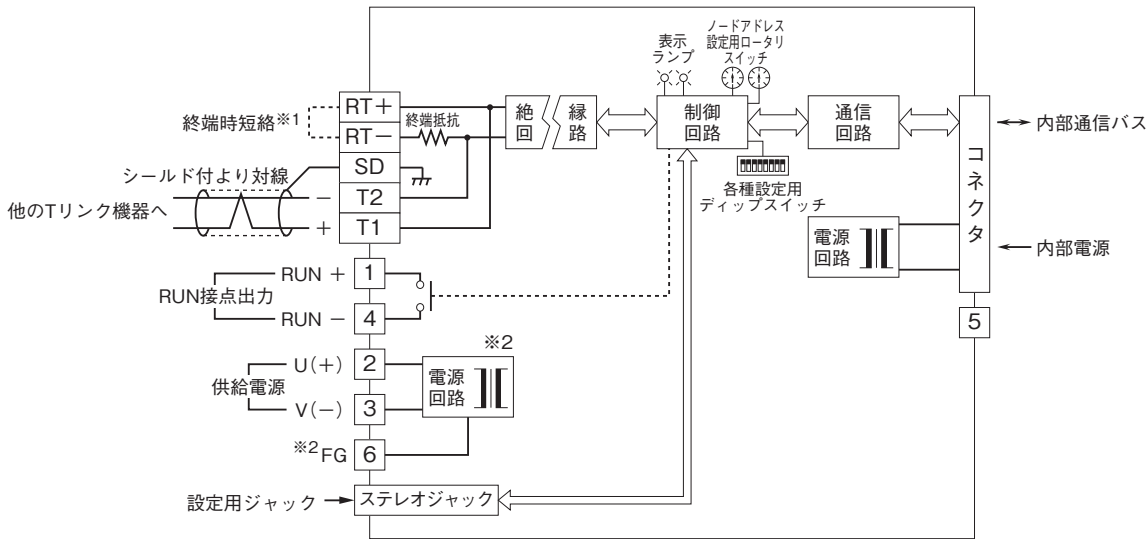 ノードアドレス
設定用ロータリ
スイッチ
表示
ランプ
RT+
RT−
SD
T2
T1
終端時短絡※1
終端抵抗
絶縁
回路
制御
回路
通信
回路
コネクタ
内部通信バス
シールド付より対線
他のTリンク機器へ
−
+
各種設定用
ディップスイッチ
電源
回路
内部電源
RUN +
1
RUN接点出力
RUN −
4
5
※2
U(+)
2
供給電源
電源
回路
V(−)
3
※2 FG
6
設定用ジャック
ステレオジャック